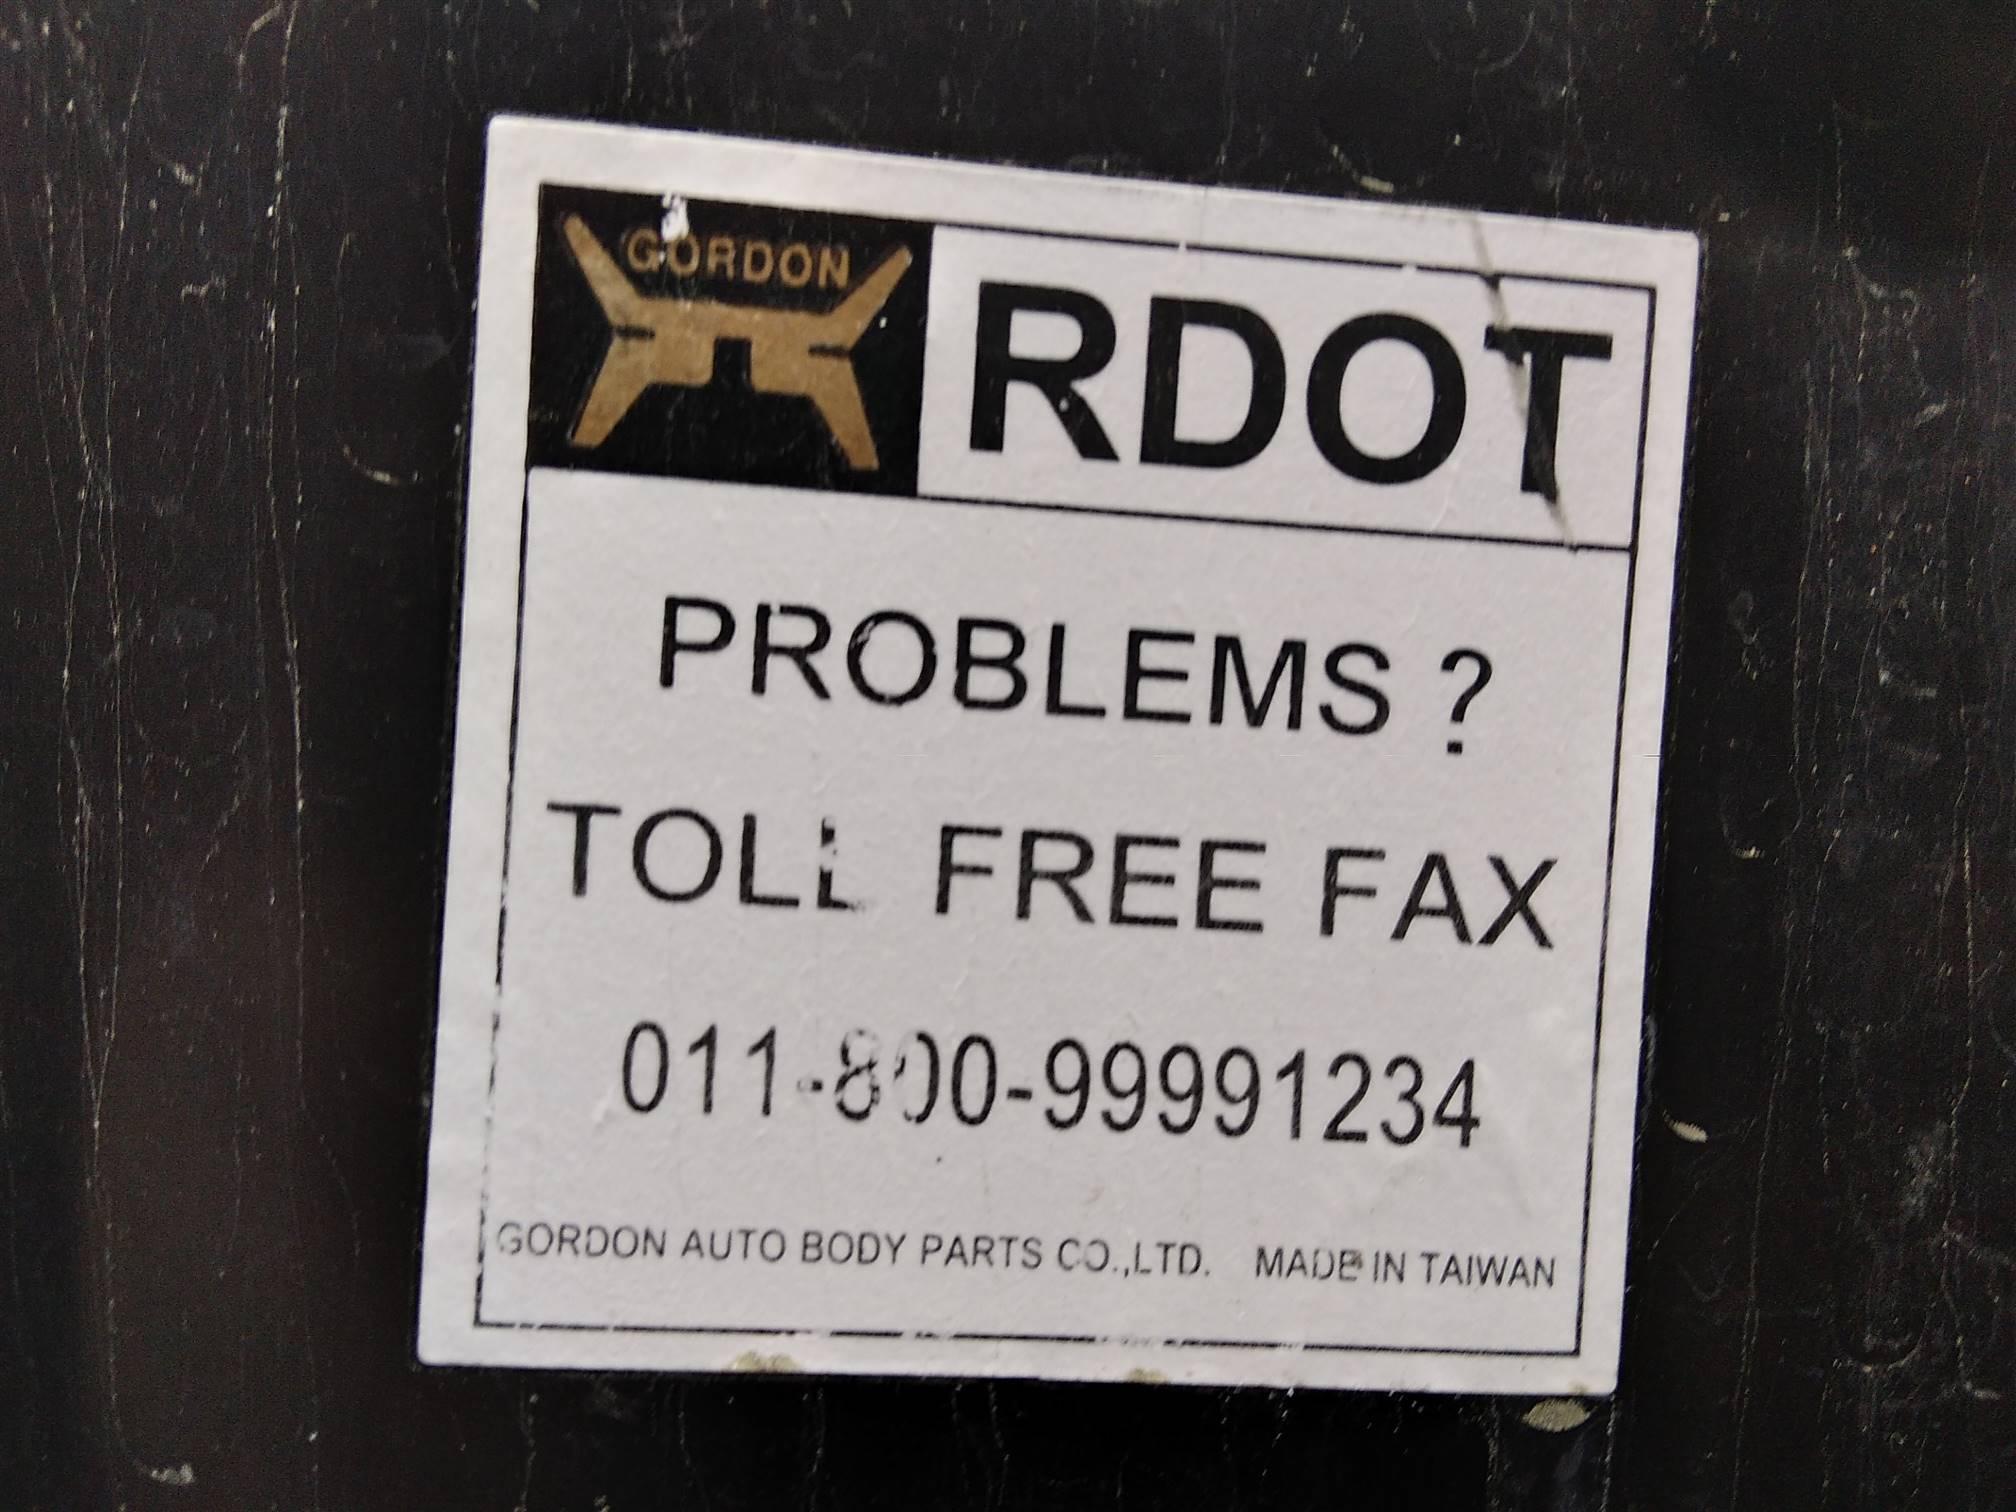 GORDON
RDOT
PROBLEMS ?
TOLL FREE FAX
011-800-99991234
GORDON AUTO BODY PARTS CO.,LTD. MADE IN TAIWAN